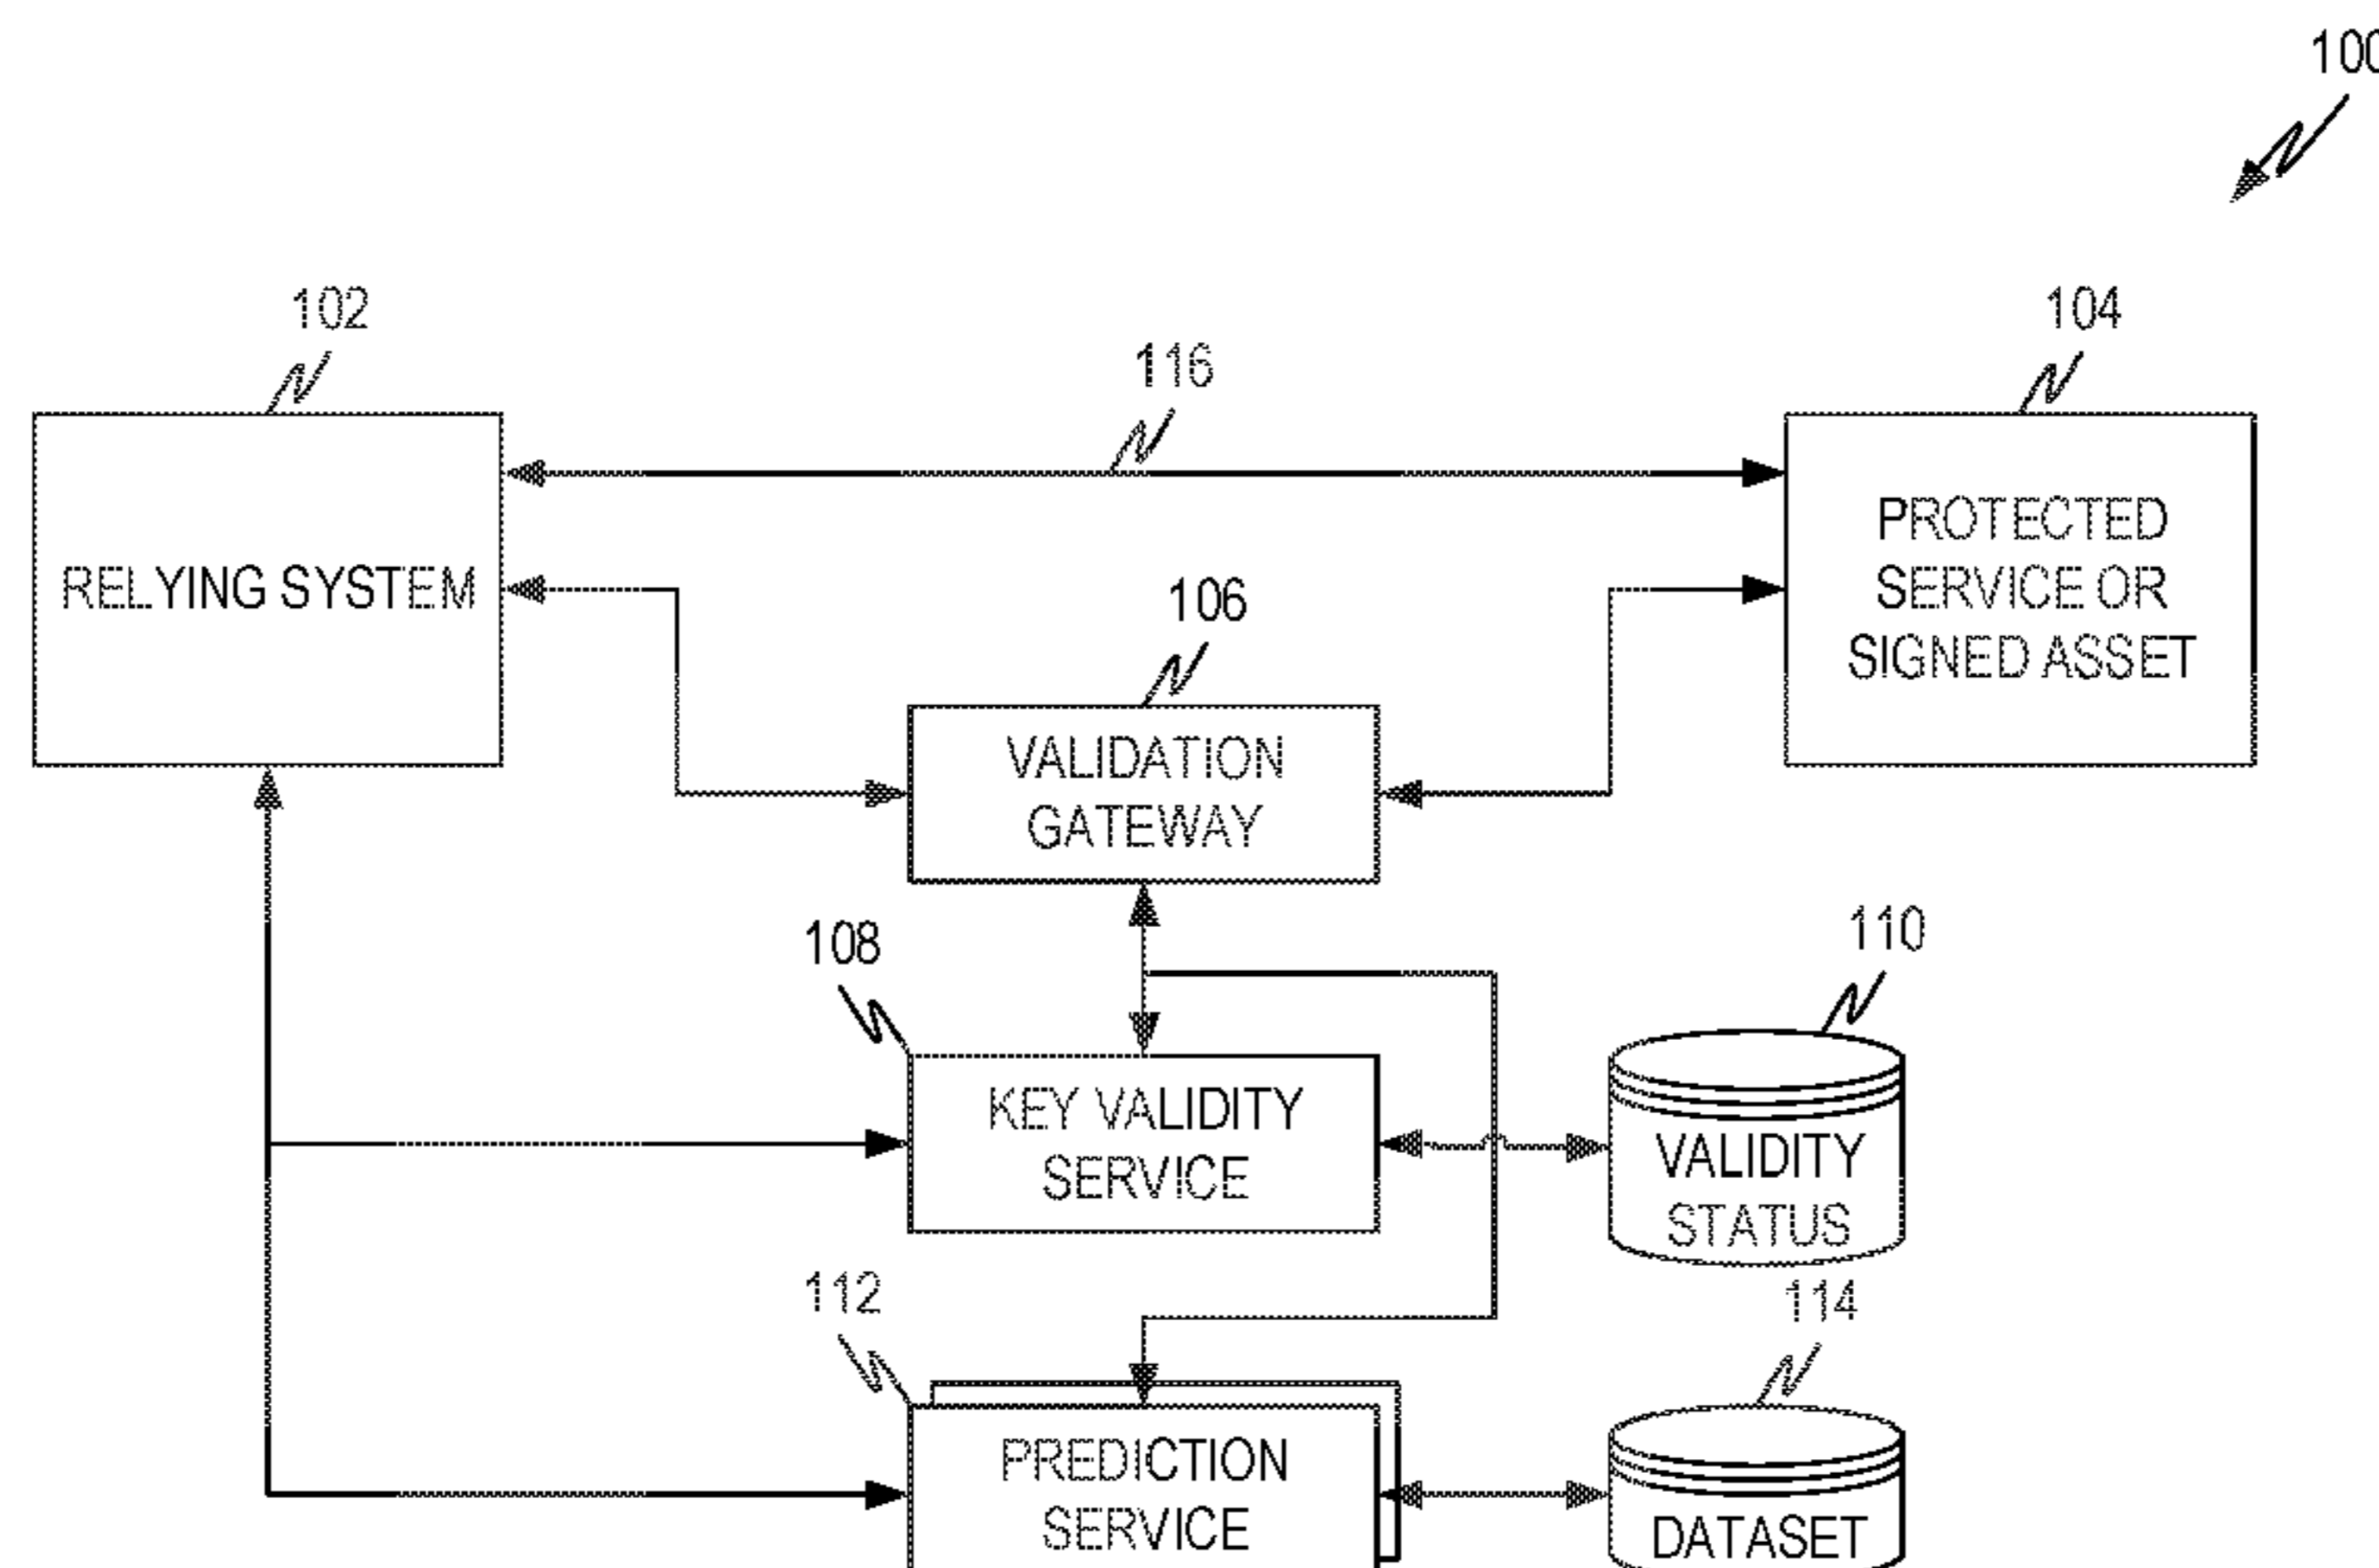 100
102
104
116
RELYING SYSTEM
PROTECTED
SERVICE OR
SIGNED ASSET
106
VALIDATION
GATEWAY
108
110
KEY VALIDITY
SERVICE
VALIDITY
STATUS
112
114
PREDICTION
SERVICE
DATASET